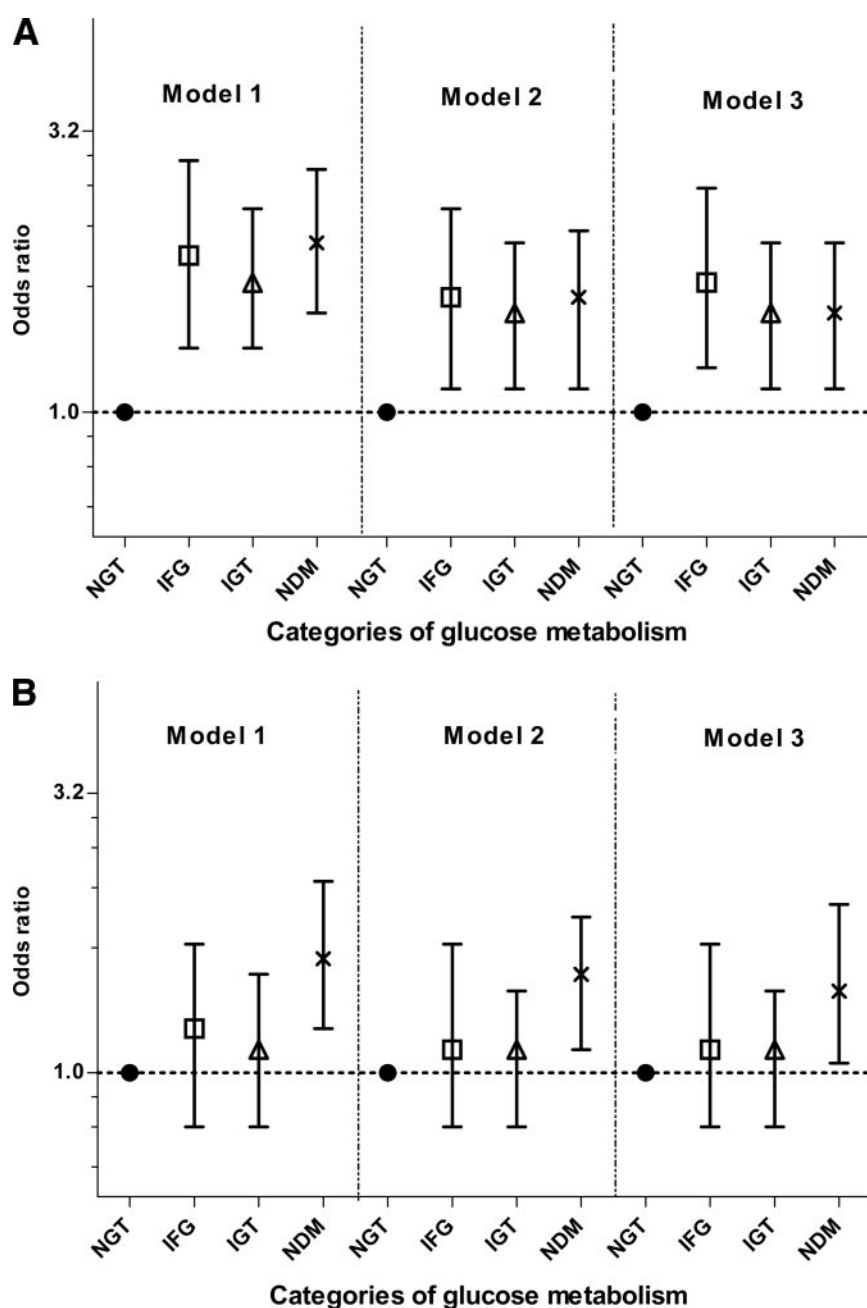 A
Model 1
Model 2
Model 3
3.2
1.0
Odds ratio
NGT IFG IGT NDM NGT IFG IGT NDM NGT IFG IGT NDM
Categories of glucose metabolism
B
Model 1
Model 2
Model 3
3.2
1.0
Odds ratio
NGT IFG IGT NDM NGT IFG IGT NDM NGT IFG IGT NDM
Categories of glucose metabolism